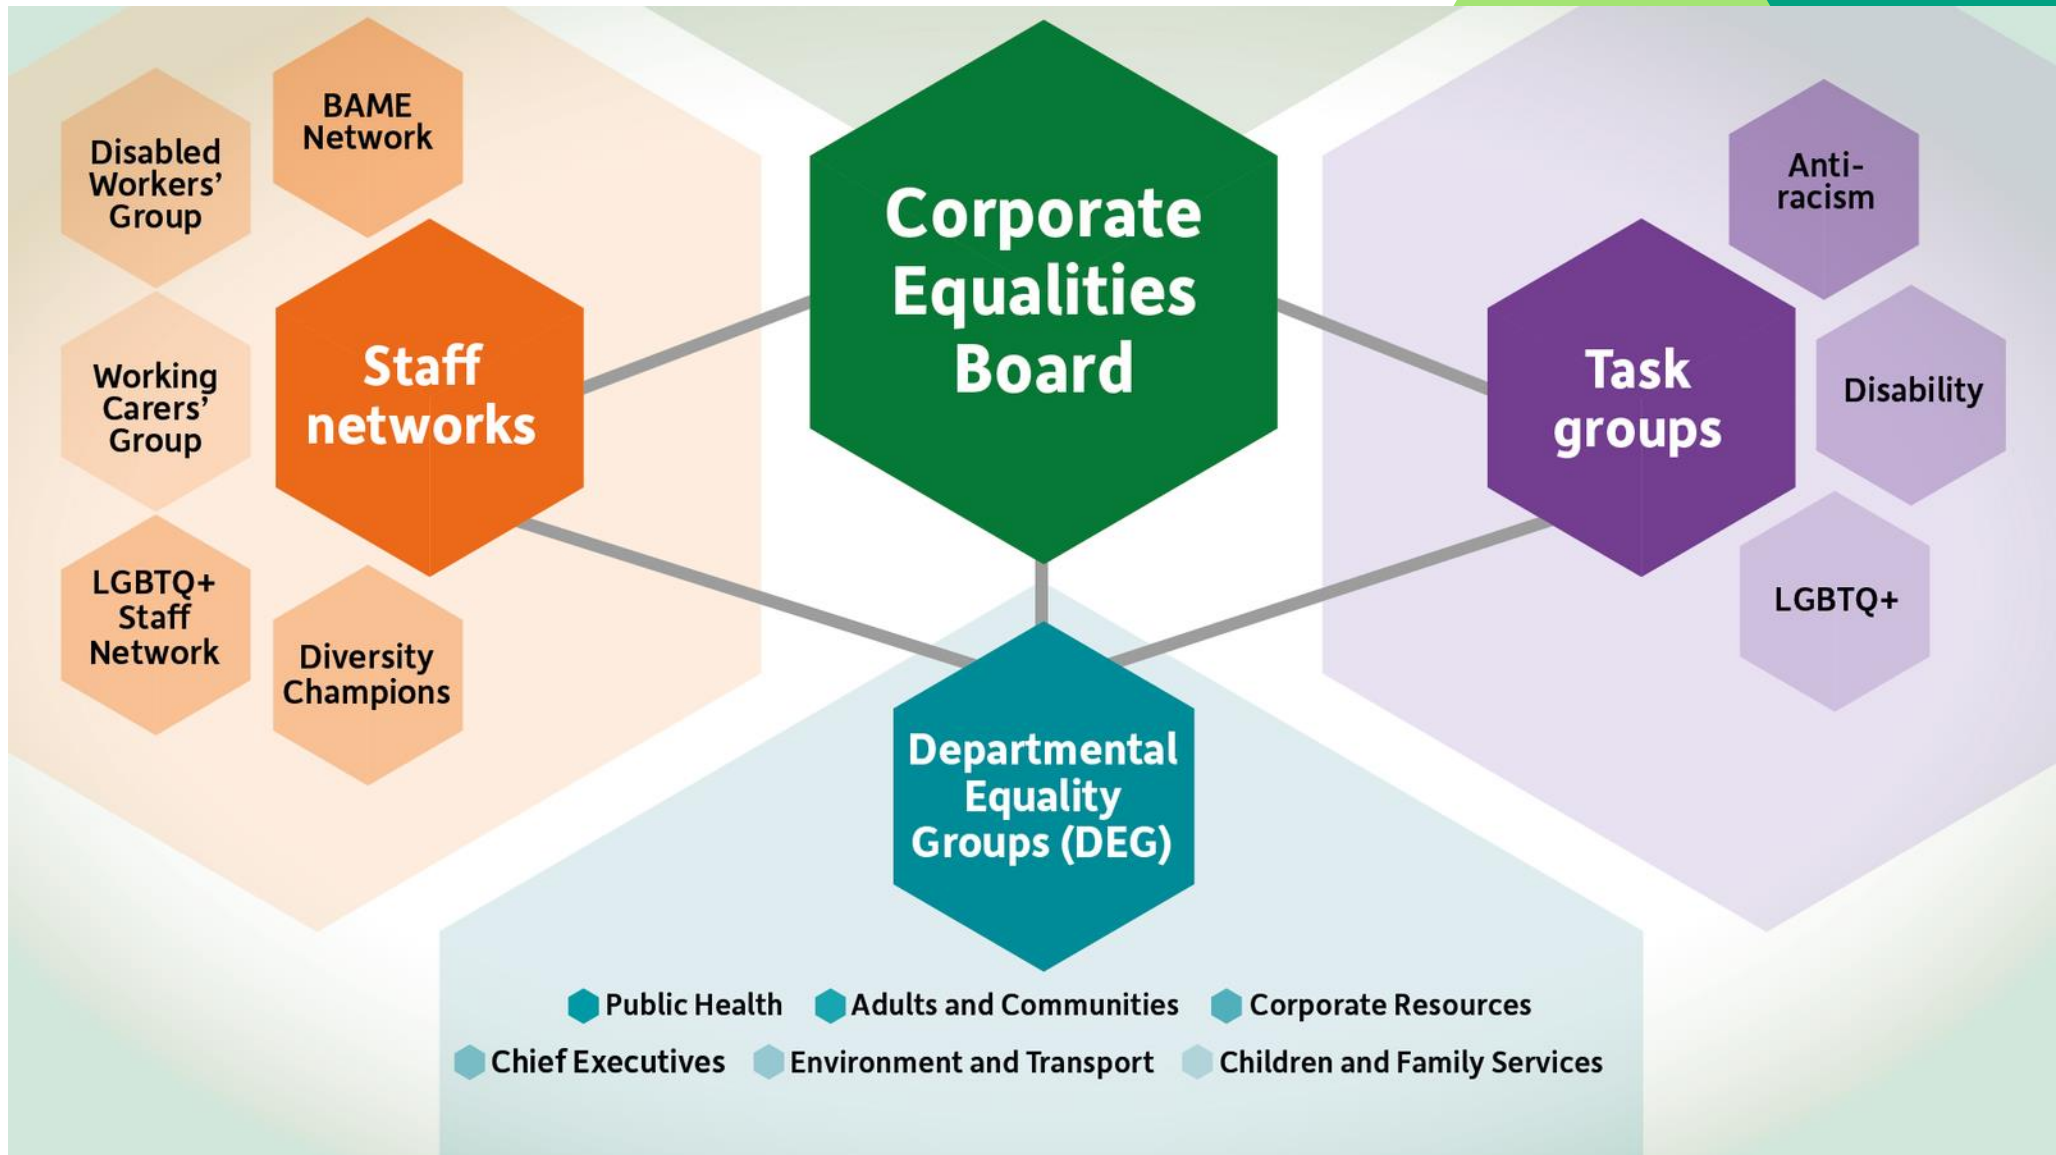 BAME
Network
Disabled
Workers’
Group
Working
Carers’
Group
LGBTQ+
Staff
Network
Diversity
Champions
Staff
networks
Corporate
Equalities
Board
Task
groups
Anti-
racism
Disability
LGBTQ+
Departmental
Equality
Groups (DEG)
Public Health Adults and Communities Corporate Resources
Chief Executives Environment and Transport Children and Family Services